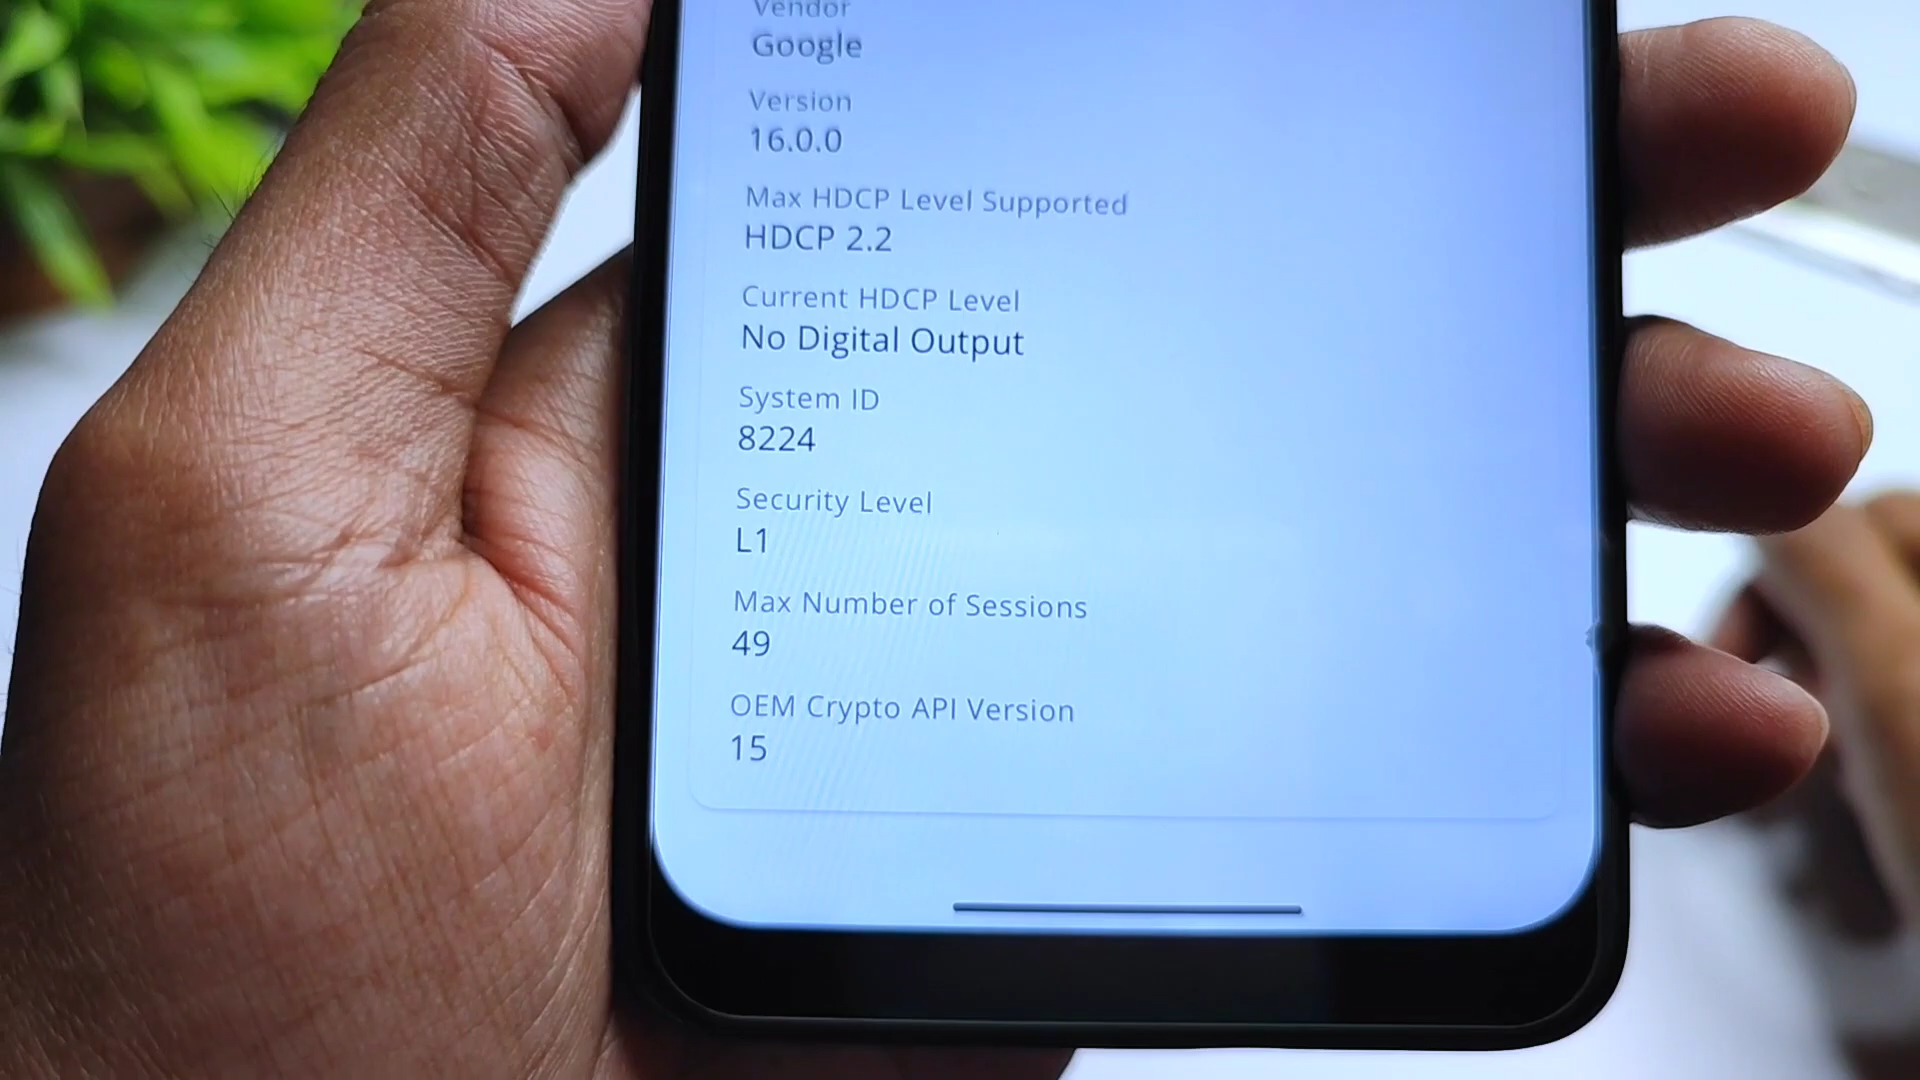 Vendor
Google
Version
16.0.0
Max HDCP Level Supported
HDCP 2.2
Current HDCP Level
No Digital Output
System ID
8224
Security Level
L1
Max Number of Sessions
49
OEM Crypto API Version
15